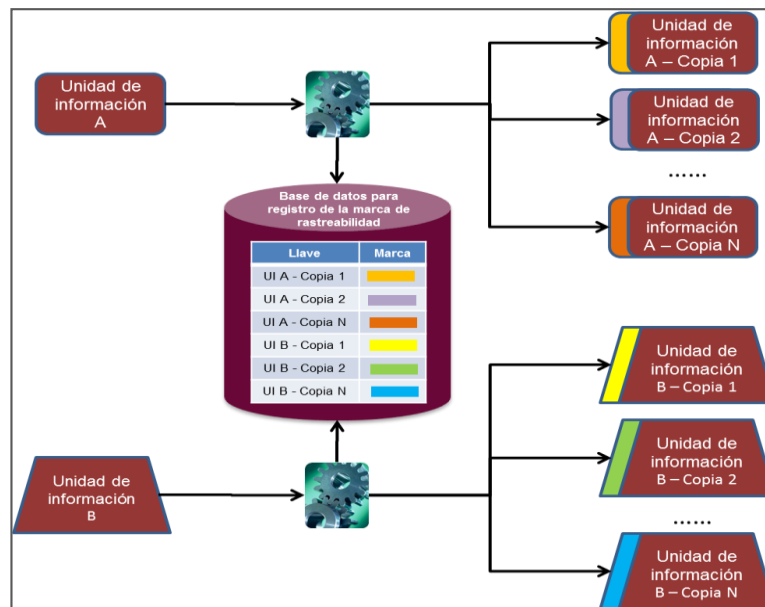 Unidad de
información
A
Unidad de
información
A – Copia 1
Unidad de
información
A – Copia 2
......
Unidad de
información
A – Copia N
Base de datos para
registro de la marca de
rastreabilidad
Llave Marca
UI A - Copia 1
UI A - Copia 2
UI A - Copia N
UI B - Copia 1
UI B - Copia 2
UI B - Copia N
Unidad de
información
B
Unidad de
información
B – Copia 1
Unidad de
información
B – Copia 2
......
Unidad de
información
B – Copia N